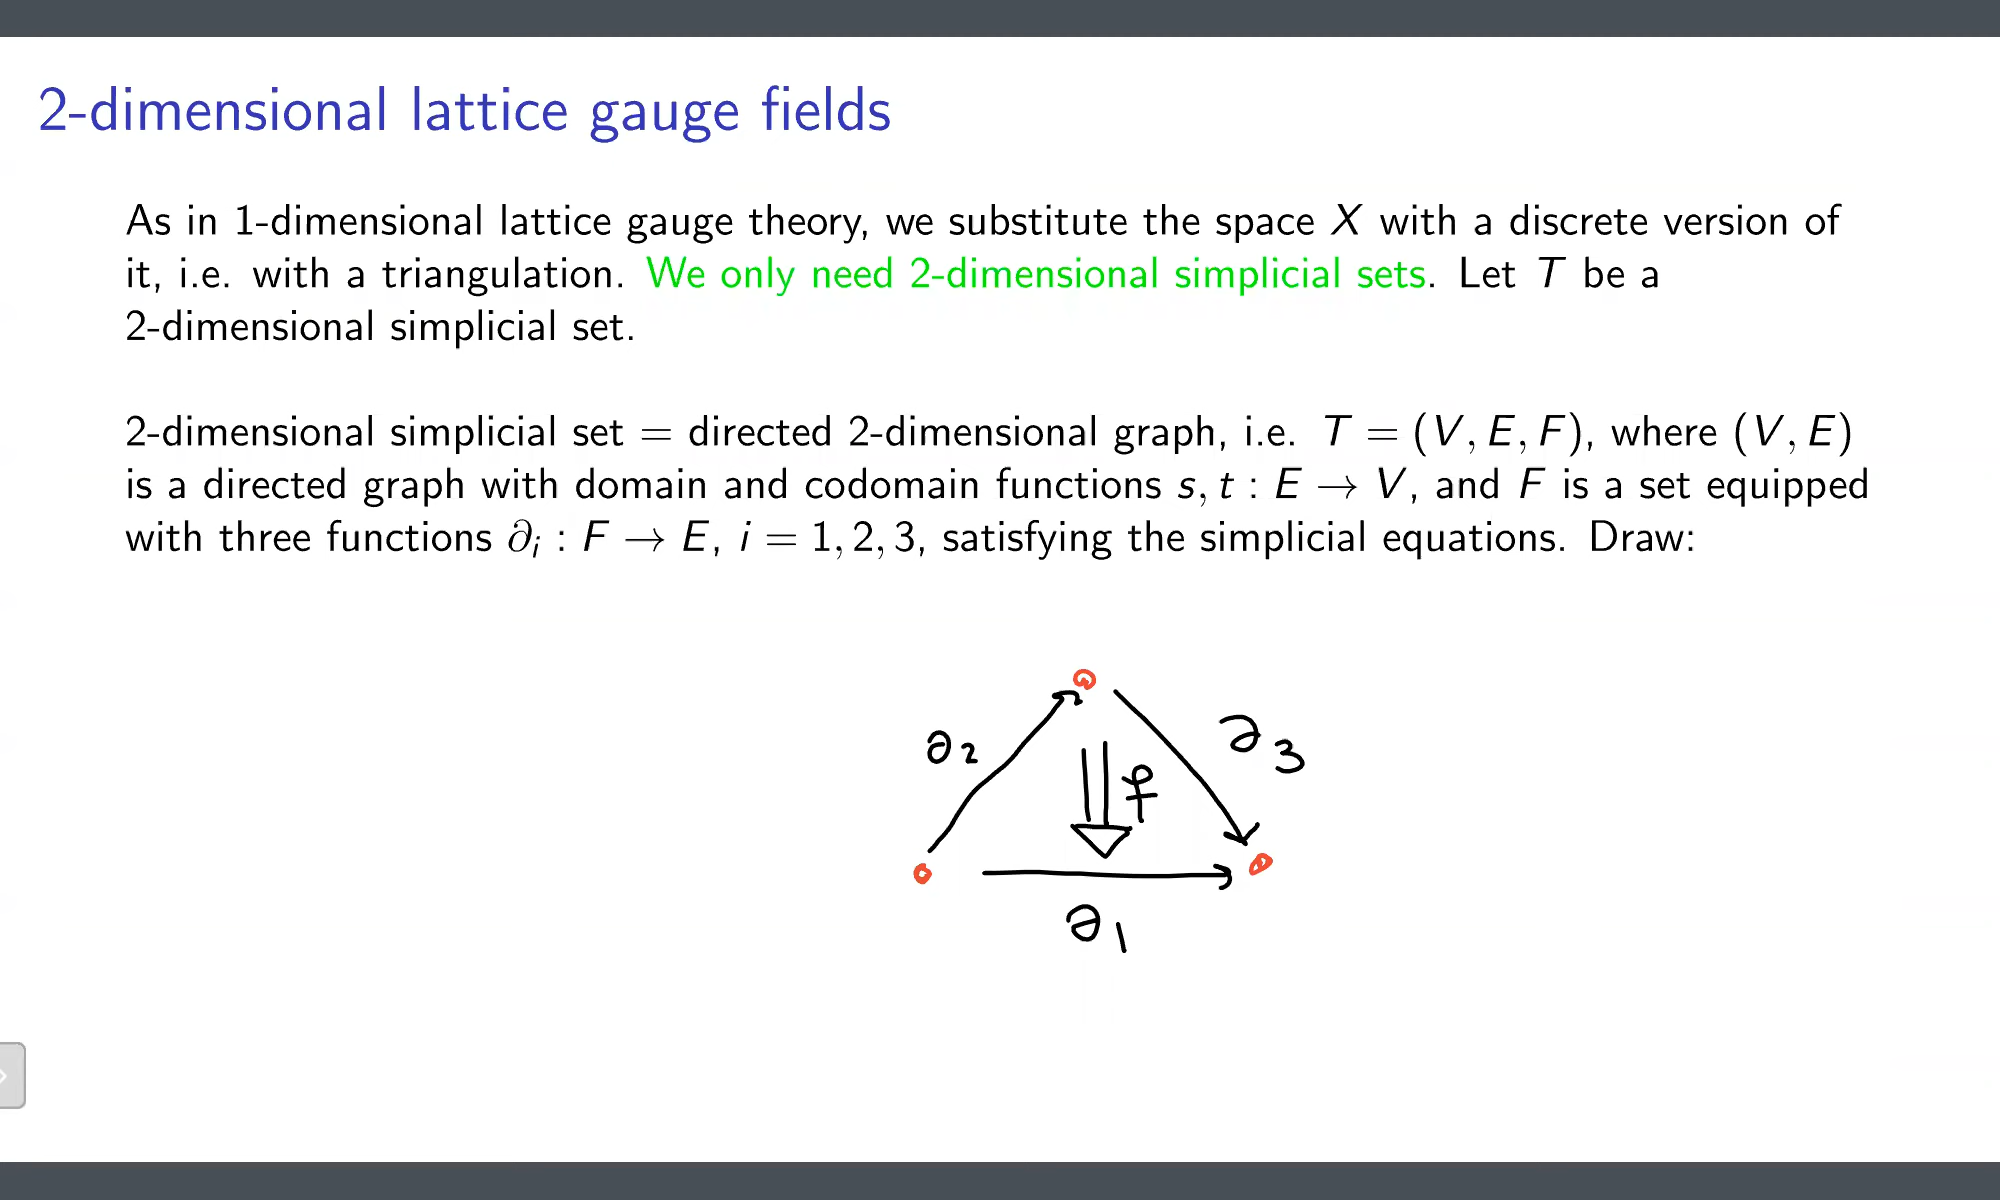 2-dimensional lattice gauge fields
As in 1-dimensional lattice gauge theory, we substitute the space X with a discrete version of
it, i.e. with a triangulation. We only need 2-dimensional simplicial sets. Let T be a
2-dimensional simplicial set.
2-dimensional simplicial set = directed 2-dimensional graph, i.e. T = (V, E, F), where (V, E)
is a directed graph with domain and codomain functions s, t : E → V, and F is a set equipped
with three functions ∂ᵢ : F → E, i = 1, 2, 3, satisfying the simplicial equations. Draw:
∂₂
∂₃
f
∂₁